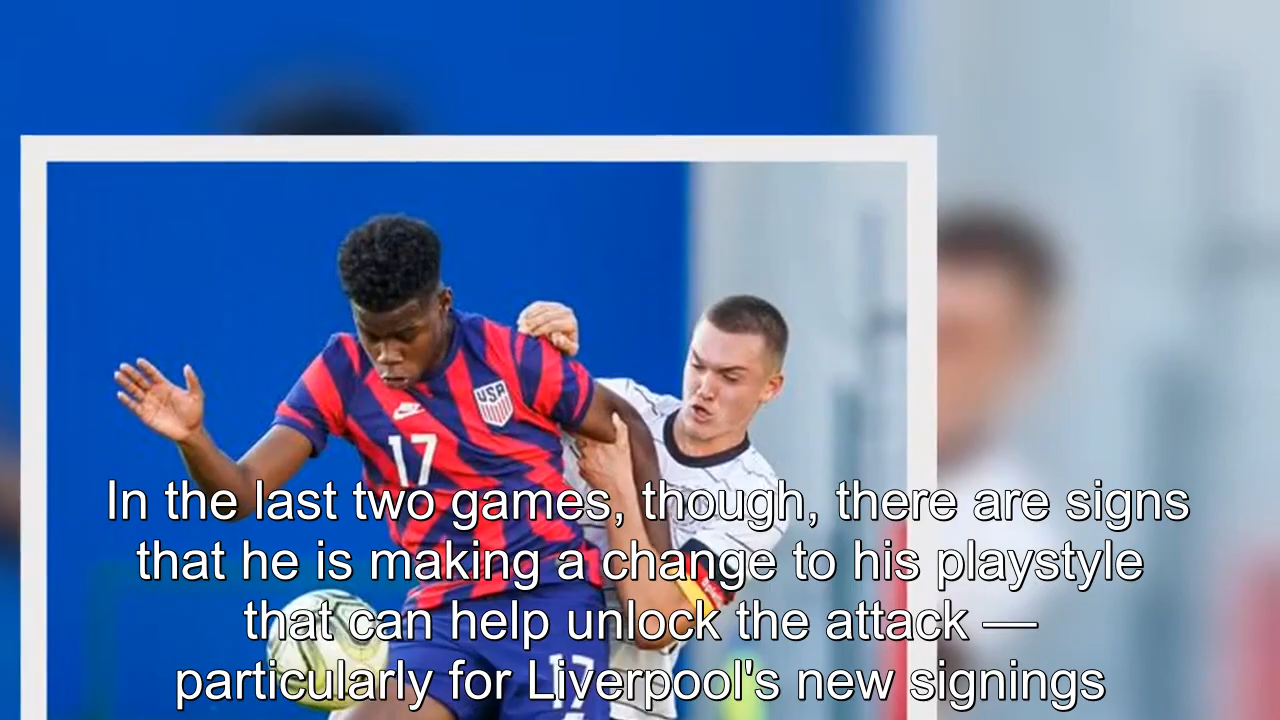 USA
17
In the last two games, though, there are signs
that he is making a change to his playstyle
that can help unlock the attack —
particularly for Liverpool's new signings
17